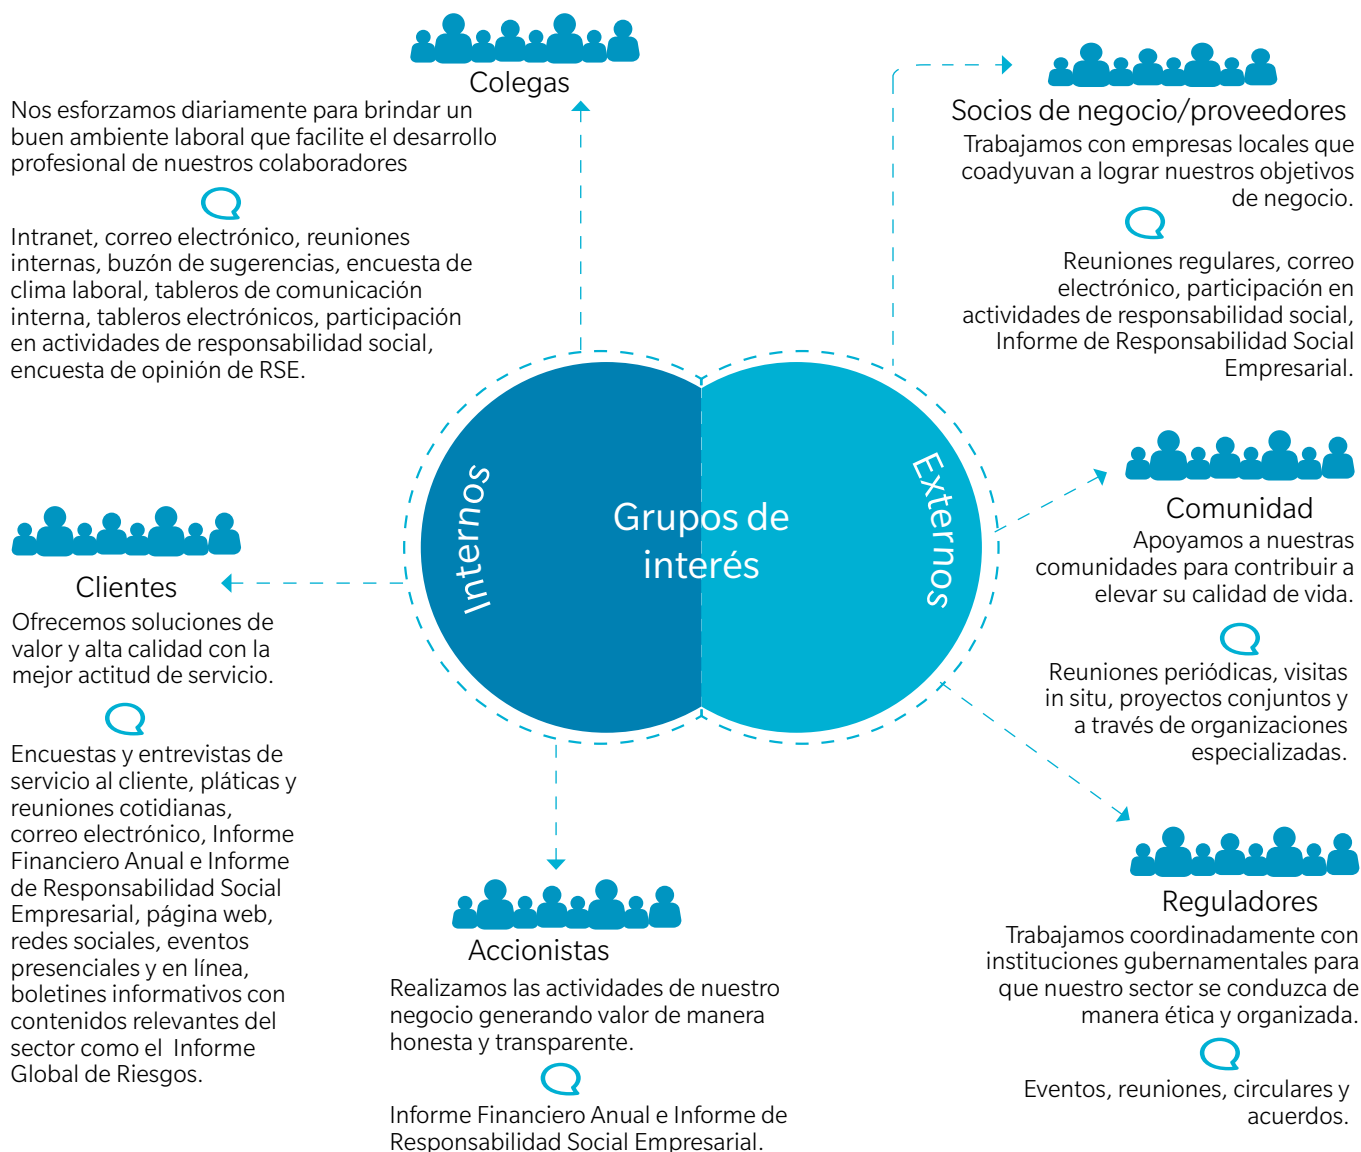 Colegas
Nos esforzamos diariamente para brindar un
buen ambiente laboral que facilite el desarrollo
profesional de nuestros colaboradores
Intranet, correo electrónico, reuniones
internas, buzón de sugerencias, encuesta de
clima laboral, tableros de comunicación
interna, tableros electrónicos, participación
en actividades de responsabilidad social,
encuesta de opinión de RSE.
Socios de negocio/proveedores
Trabajamos con empresas locales que
coadyuvan a lograr nuestros objetivos
de negocio.
Reuniones regulares, correo
electrónico, participación en
actividades de responsabilidad social,
Informe de Responsabilidad Social
Empresarial.
Internos
Grupos de
interés
Externos
Comunidad
Apoyamos a nuestras
comunidades para contribuir a
elevar su calidad de vida.
Reuniones periódicas, visitas
in situ, proyectos conjuntos y
a través de organizaciones
especializadas.
Clientes
Ofrecemos soluciones de
valor y alta calidad con la
mejor actitud de servicio.
Encuestas y entrevistas de
servicio al cliente, pláticas y
reuniones cotidianas,
correo electrónico, Informe
Financiero Anual e Informe
de Responsabilidad Social
Empresarial, página web,
redes sociales, eventos
presenciales y en línea,
boletines informativos con
contenidos relevantes del
sector como el Informe
Global de Riesgos.
Accionistas
Realizamos las actividades de nuestro
negocio generando valor de manera
honesta y transparente.
Informe Financiero Anual e Informe de
Responsabilidad Social Empresarial.
Reguladores
Trabajamos coordinadamente con
instituciones gubernamentales para
que nuestro sector se conduzca de
manera ética y organizada.
Eventos, reuniones, circulares y
acuerdos.